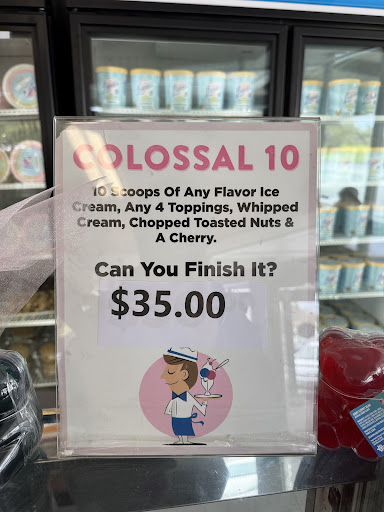 COLOSSAL 10
10 Scoops Of Any Flavor Ice
Cream, Any 4 Toppings, Whipped
Cream, Chopped Toasted Nuts &
A Cherry.
Can You Finish It?
$35.00